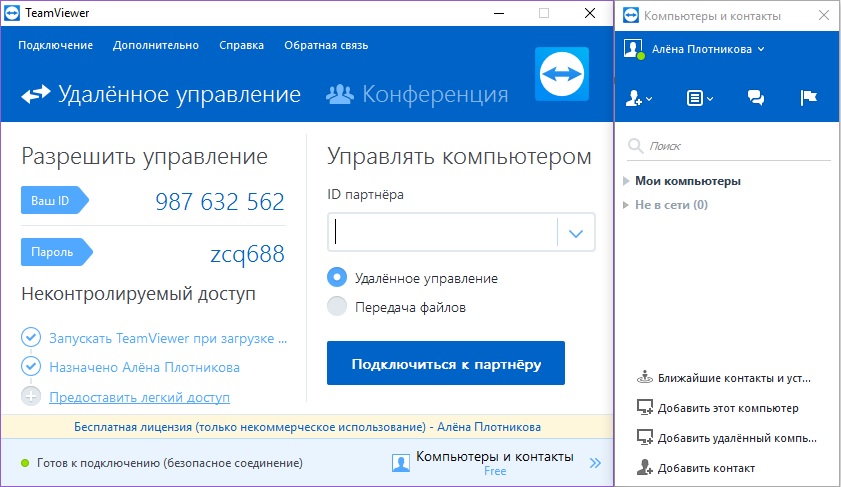 TeamViewer
Подключение Дополнительно Справка Обратная связь
Удалённое управление Конференция
Разрешить управление
Ваш ID 987 632 562
Пароль zcq688
Неконтролируемый доступ
Запускать TeamViewer при загрузке ...
Назначено Алёна Плотникова
Предоставить легкий доступ
Управлять компьютером
ID партнёра
Удалённое управление
Передача файлов
Подключиться к партнёру
Бесплатная лицензия (только некоммерческое использование) - Алёна Плотникова
Готов к подключению (безопасное соединение)
Компьютеры и контакты
Free
Компьютеры и контакты
Алёна Плотникова
Поиск
Мои компьютеры
Не в сети (0)
Ближайшие контакты и уст...
Добавить этот компьютер
Добавить удалённый компь...
Добавить контакт